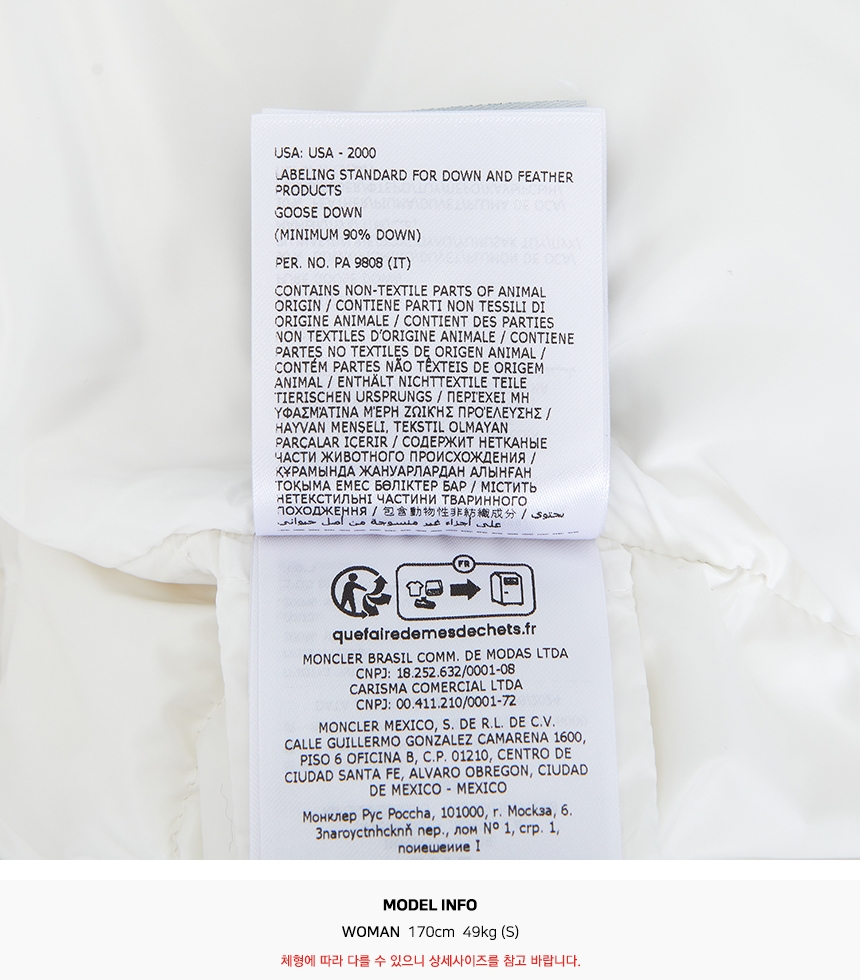 USA: USA - 2000
LABELING STANDARD FOR DOWN AND FEATHER
PRODUCTS
GOOSE DOWN
(MINIMUM 90% DOWN)
PER. NO. PA 9808 (IT)
CONTAINS NON-TEXTILE PARTS OF ANIMAL
ORIGIN / CONTIENE PARTI NON TESSILI DI
ORIGINE ANIMALE / CONTIENT DES PARTIES
NON TEXTILES D'ORIGINE ANIMALE / CONTIENE
PARTES NO TEXTILES DE ORIGEN ANIMAL /
CONTÉM PARTES NÃO TÊXTEIS DE ORIGEM
ANIMAL / ENTHÄLT NICHTTEXTILE TEILE
TIERISCHEN URSPRUNGS / ΠΕΡΙΈΧΕΙ ΜΗ
ΥΦΑΣΜΆΤΙΝΑ ΜΈΡΗ ΖΩΙΚΉΣ ΠΡΟΈΛΕΥΣΗΣ /
HAYVAN MENŞELİ, TEKSTIL OLMAYAN
PARÇALAR IÇERIR / СОДЕРЖИТ НЕТКАНЫЕ
ЧАСТИ ЖИВОТНОГО ПРОИСХОЖДЕНИЯ /
ҚҰРАМЫНДА ЖАНУАРЛАРДАН АЛЫНҒАН
ТОҚЫМА ЕМЕС БӨЛІКТЕР БАР / МІСТИТЬ
НЕТЕКСТИЛЬНІ ЧАСТИНИ ТВАРИННОГО
ПОХОДЖЕННЯ / 包含動物性非紡織成分 / يحتوي
على أجزاء غير منسوجة من أصل حيواني
FR
quefairedemesdechets.fr
MONCLER BRASIL COMM. DE MODAS LTDA
CNPJ: 18.252.632/0001-08
CARISMA COMERCIAL LTDA
CNPJ: 00.411.210/0001-72
MONCLER MEXICO, S. DE R.L. DE C.V.
CALLE GUILLERMO GONZALEZ CAMARENA 1600,
PISO 6 OFICINA B, C.P. 01210, CENTRO DE
CIUDAD SANTA FE, ALVARO OBREGON, CIUDAD
DE MEXICO - MEXICO
Монклер Рус Россһа, 101000, г. Москва, 6.
пер., лом Nº 1, стр. 1,
MODEL INFO
WOMAN 170cm 49kg (S)
체형에 따라 다를 수 있으니 상세사이즈를 참고 바랍니다.